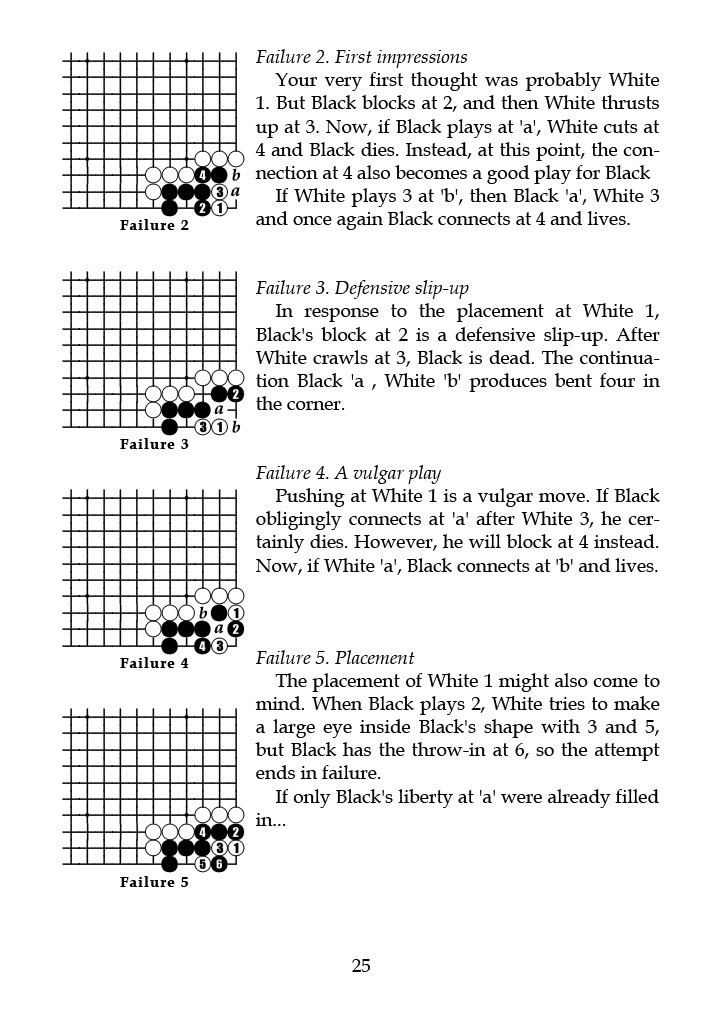 Failure 2. First impressions
Your very first thought was probably White
1. But Black blocks at 2, and then White thrusts
up at 3. Now, if Black plays at 'a', White cuts at
4 and Black dies. Instead, at this point, the con-
nection at 4 also becomes a good play for Black
If White plays 3 at 'b', then Black 'a', White 3
and once again Black connects at 4 and lives.
4 b
3 a
2 1
Failure 2
Failure 3. Defensive slip-up
In response to the placement at White 1,
Black's block at 2 is a defensive slip-up. After
White crawls at 3, Black is dead. The continua-
tion Black 'a , White 'b' produces bent four in
the corner.
2
a
3 1 b
Failure 3
Failure 4. A vulgar play
Pushing at White 1 is a vulgar move. If Black
obligingly connects at 'a' after White 3, he cer-
tainly dies. However, he will block at 4 instead.
Now, if White 'a', Black connects at 'b' and lives.
b 1
a 2
4 3
Failure 4
Failure 5. Placement
The placement of White 1 might also come to
mind. When Black plays 2, White tries to make
a large eye inside Black's shape with 3 and 5,
but Black has the throw-in at 6, so the attempt
ends in failure.
If only Black's liberty at 'a' were already filled
in...
4 2
3 1
5 6
Failure 5
25